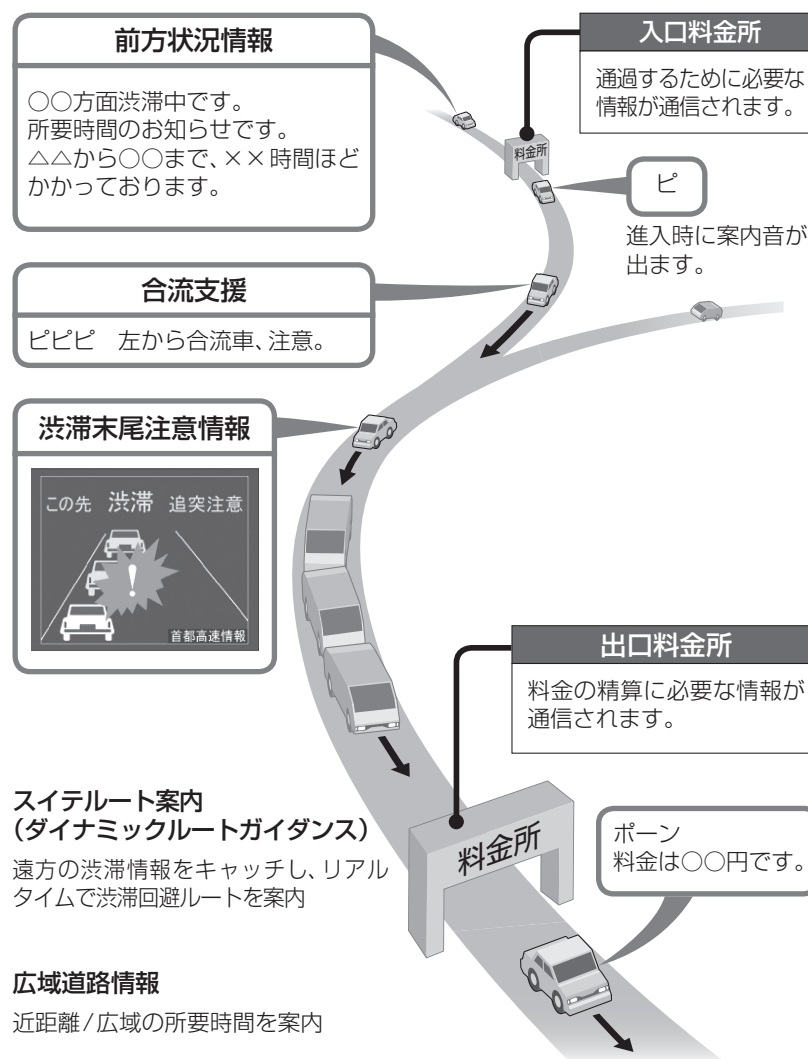 前方状況情報
○○方面渋滞中です。
所要時間のお知らせです。
△△から○○まで、××時間ほど
かかっております。
入口料金所
通過するために必要な
情報が通信されます。
料金所
ピ
進入時に案内音が
出ます。
合流支援
ピピピ　左から合流車、注意。
渋滞末尾注意情報
この先 渋滞 追突注意
!
首都高速情報
出口料金所
料金の精算に必要な情報が
通信されます。
料金所
ポーン
料金は○○円です。
スイテルート案内
（ダイナミックルートガイダンス）
遠方の渋滞情報をキャッチし、リアル
タイムで渋滞回避ルートを案内
広域道路情報
近距離/広域の所要時間を案内